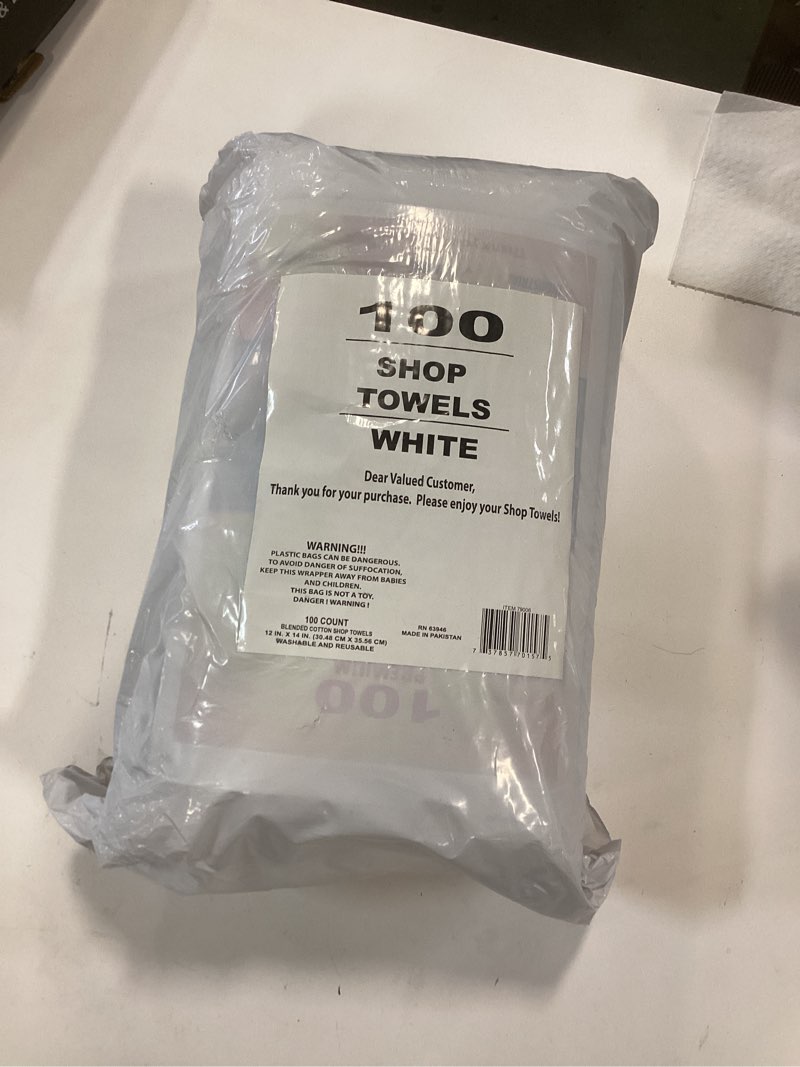 100
SHOP
TOWELS
WHITE
Dear Valued Customer,
Thank you for your purchase. Please enjoy your Shop Towels!
WARNING!!!
PLASTIC BAGS CAN BE DANGEROUS.
TO AVOID DANGER OF SUFFOCATION,
KEEP THIS WRAPPER AWAY FROM BABIES
AND CHILDREN.
THIS BAG IS NOT A TOY.
DANGER ! WARNING !
100 COUNT
BLENDED COTTON SHOP TOWELS
12 IN. X 14 IN. (30.48 CM X 35.56 CM)
WASHABLE AND REUSABLE
RN 83946
MADE IN PAKISTAN
100